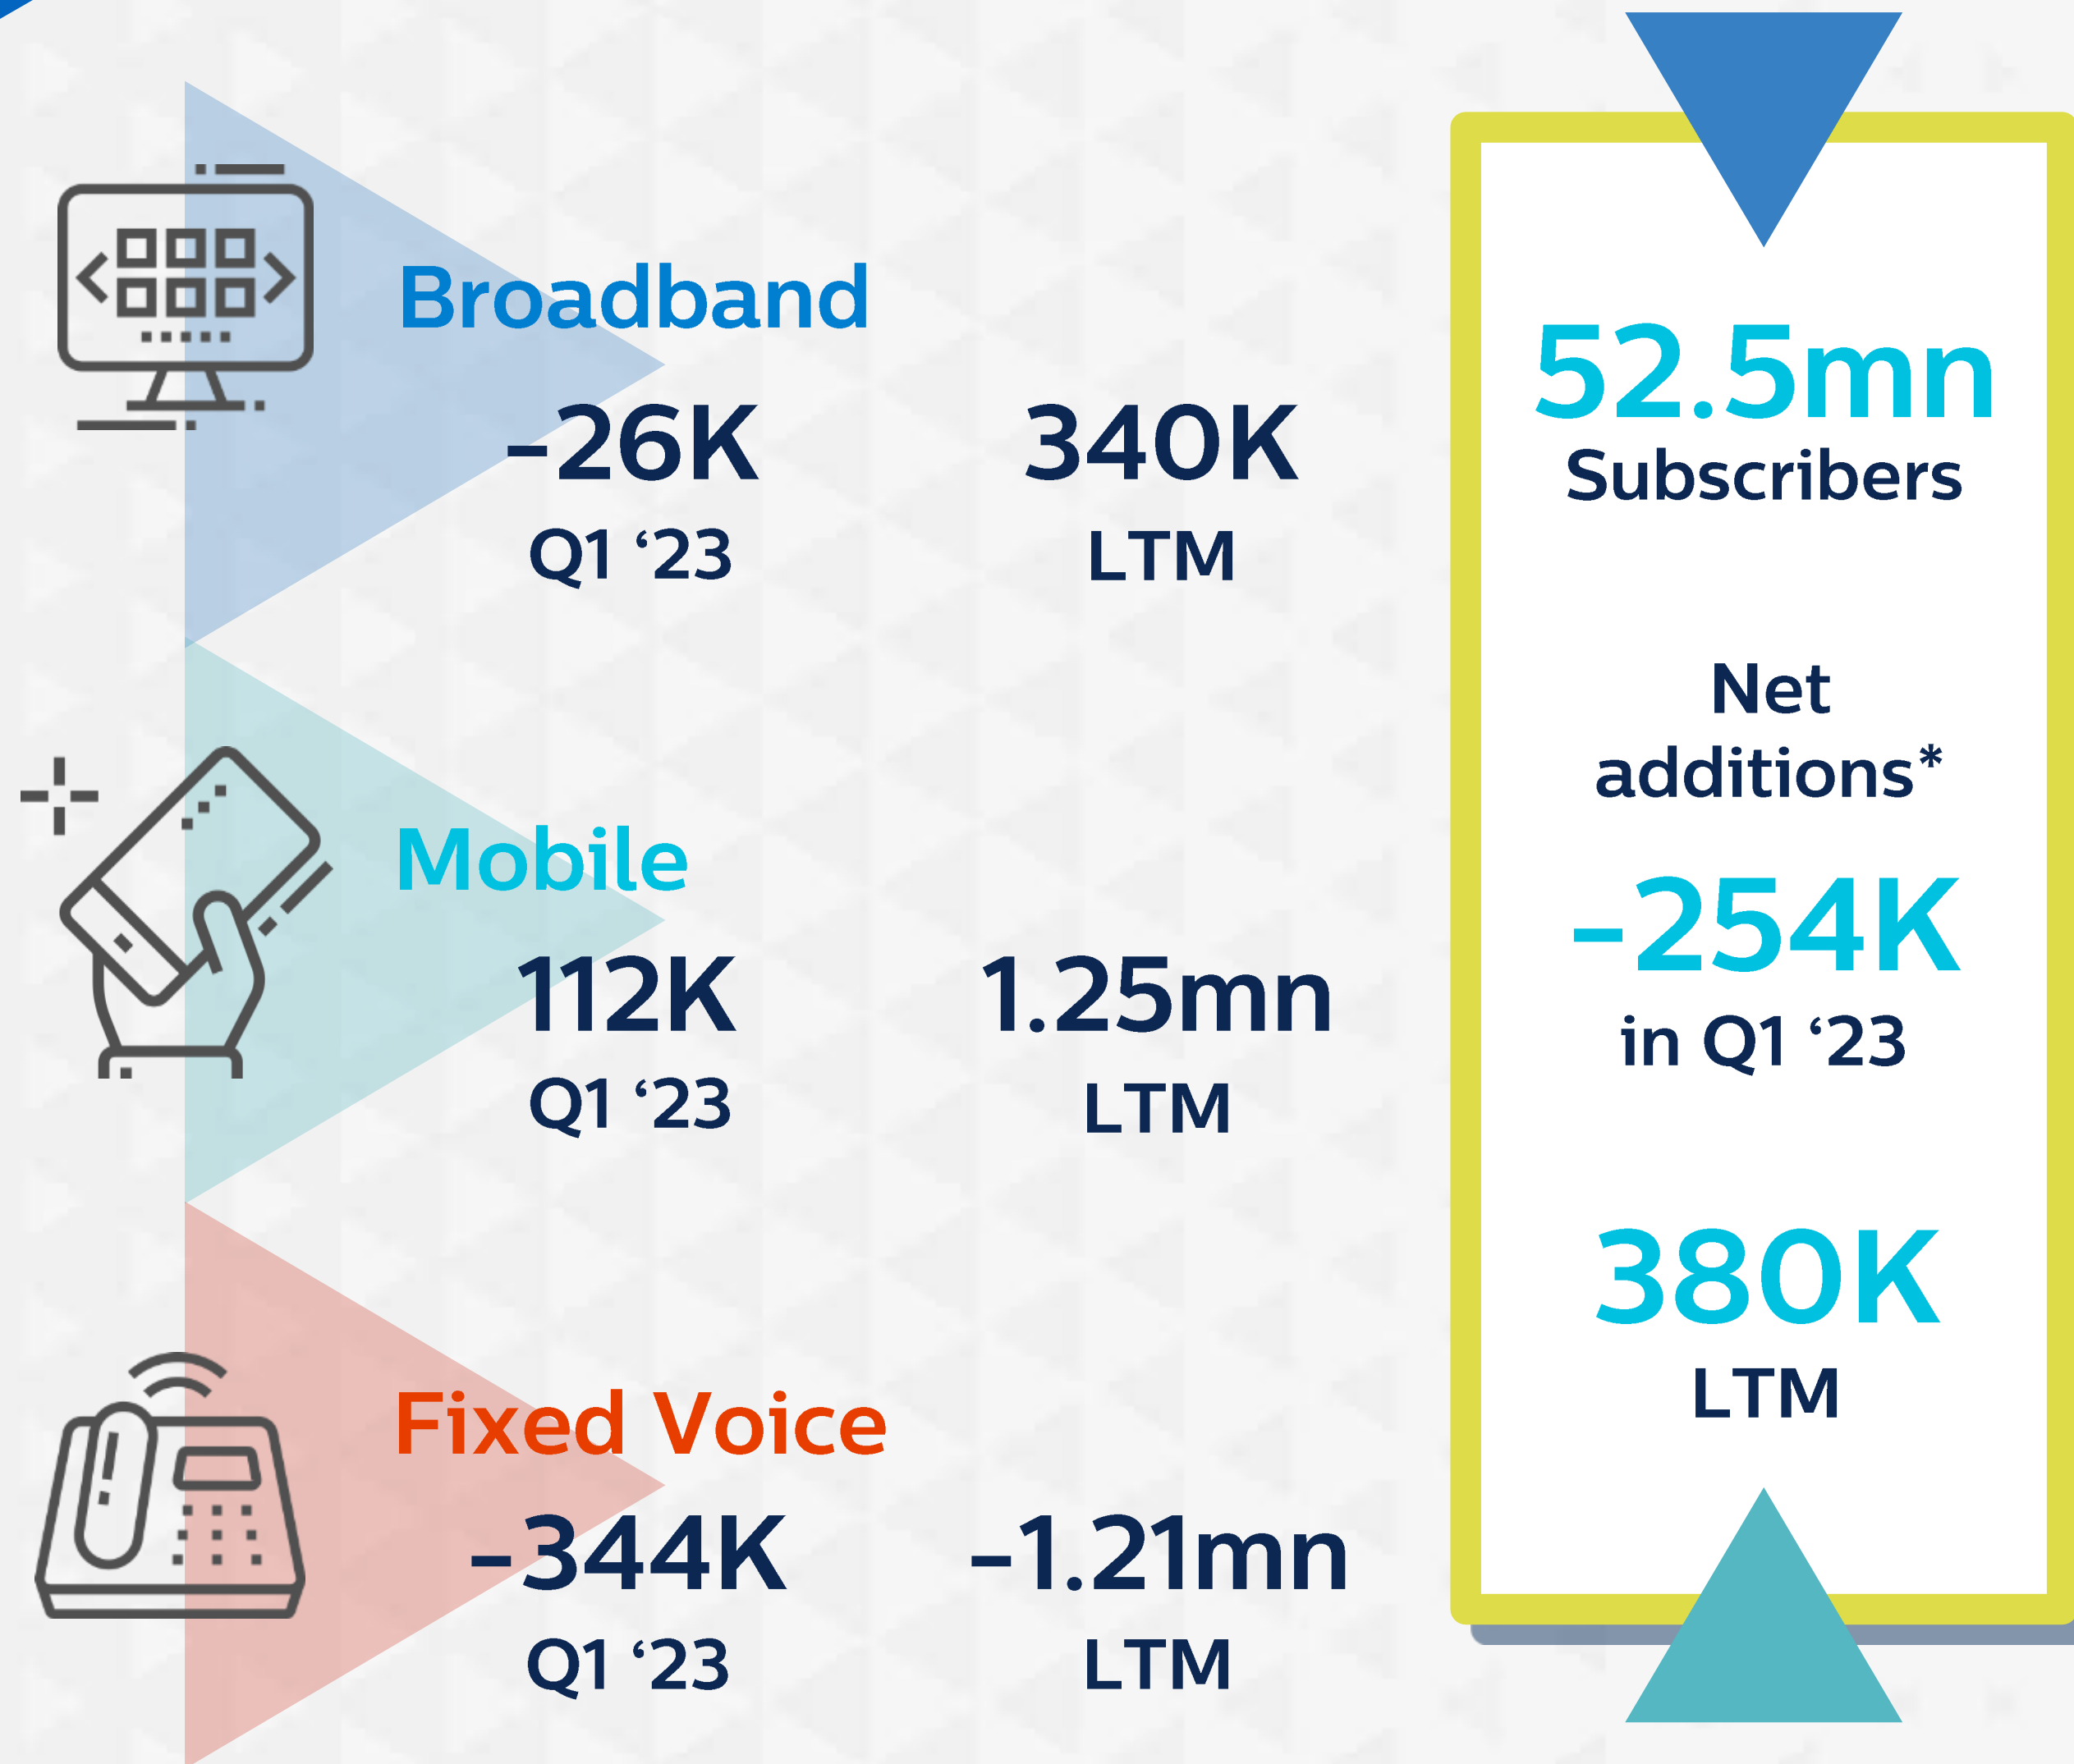 Broadband
-26K
340K
Q1 ‘23
LTM
Mobile
112K
1.25mn
Q1 ‘23
LTM
Fixed Voice
-344K
-1.21mn
Q1 ‘23
LTM
52.5mn
Subscribers
Net
additions*
-254K
in Q1 ‘23
380K
LTM